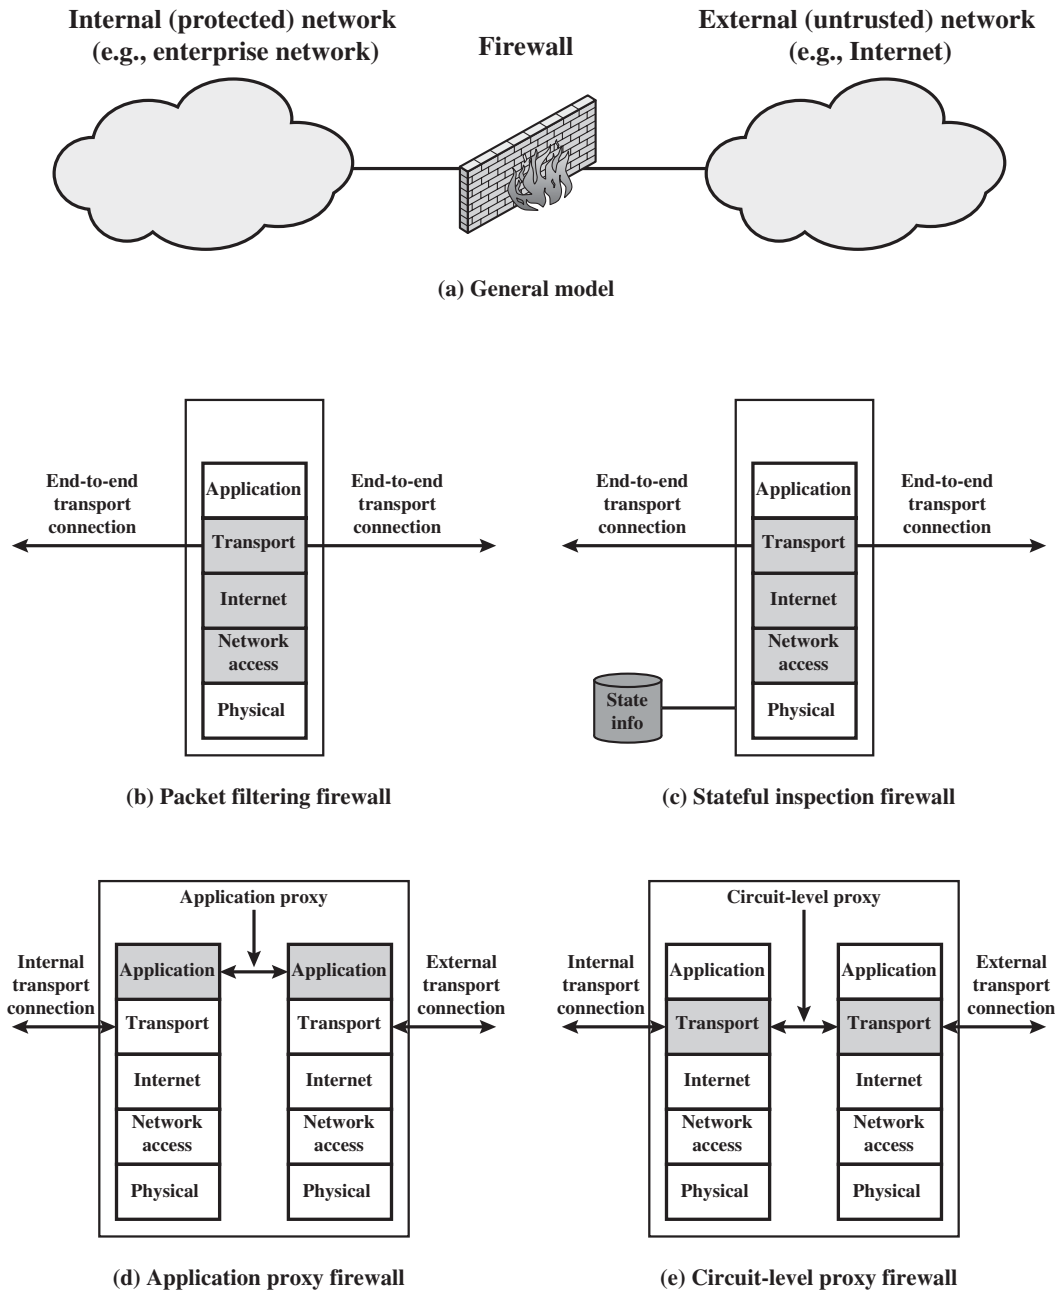 Internal (protected) network
(e.g., enterprise network)
Firewall
External (untrusted) network
(e.g., Internet)
(a) General model
End-to-end
transport
connection
Application
Transport
Internet
Network
access
Physical
End-to-end
transport
connection
(b) Packet filtering firewall
End-to-end
transport
connection
Application
Transport
Internet
Network
access
Physical
End-to-end
transport
connection
State
info
(c) Stateful inspection firewall
Application proxy
Internal
transport
connection
Application
Transport
Internet
Network
access
Physical
Application
Transport
Internet
Network
access
Physical
External
transport
connection
(d) Application proxy firewall
Circuit-level proxy
Internal
transport
connection
Application
Transport
Internet
Network
access
Physical
Application
Transport
Internet
Network
access
Physical
External
transport
connection
(e) Circuit-level proxy firewall